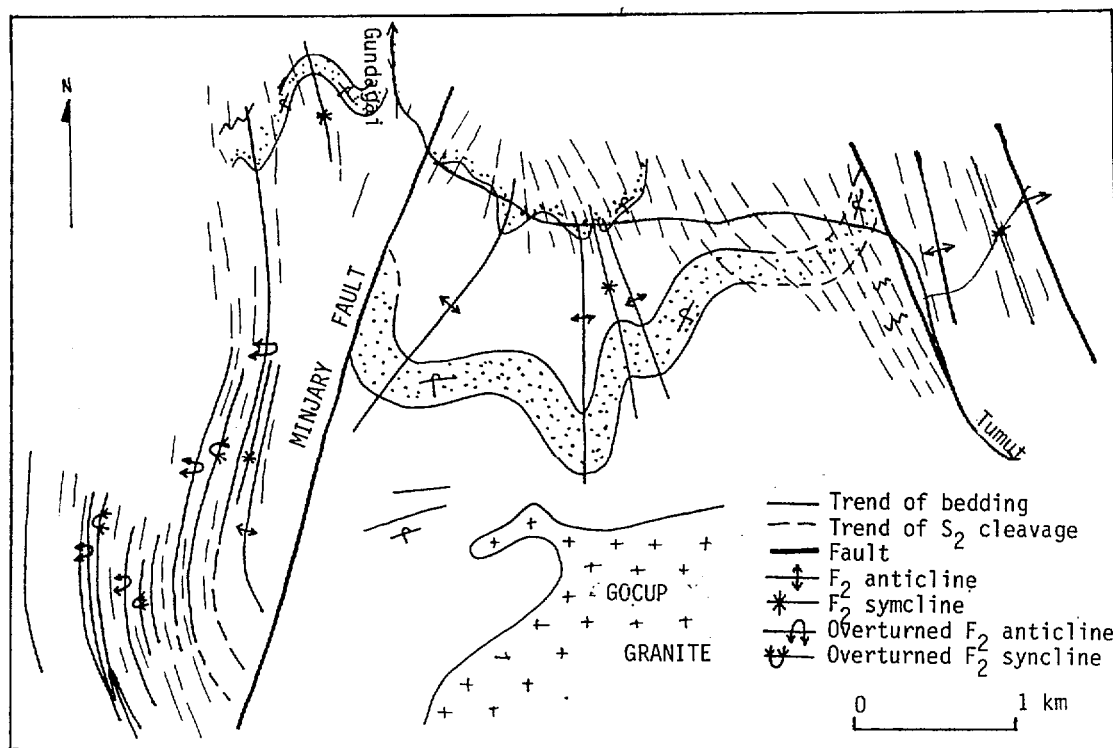 Gundagai
N
MINJARY FAULT
Tumut
GOCUP
GRANITE
Trend of bedding
Trend of S2 cleavage
Fault
F2 anticline
F2 symcline
Overturned F2 anticline
Overturned F2 syncline
0 1 km